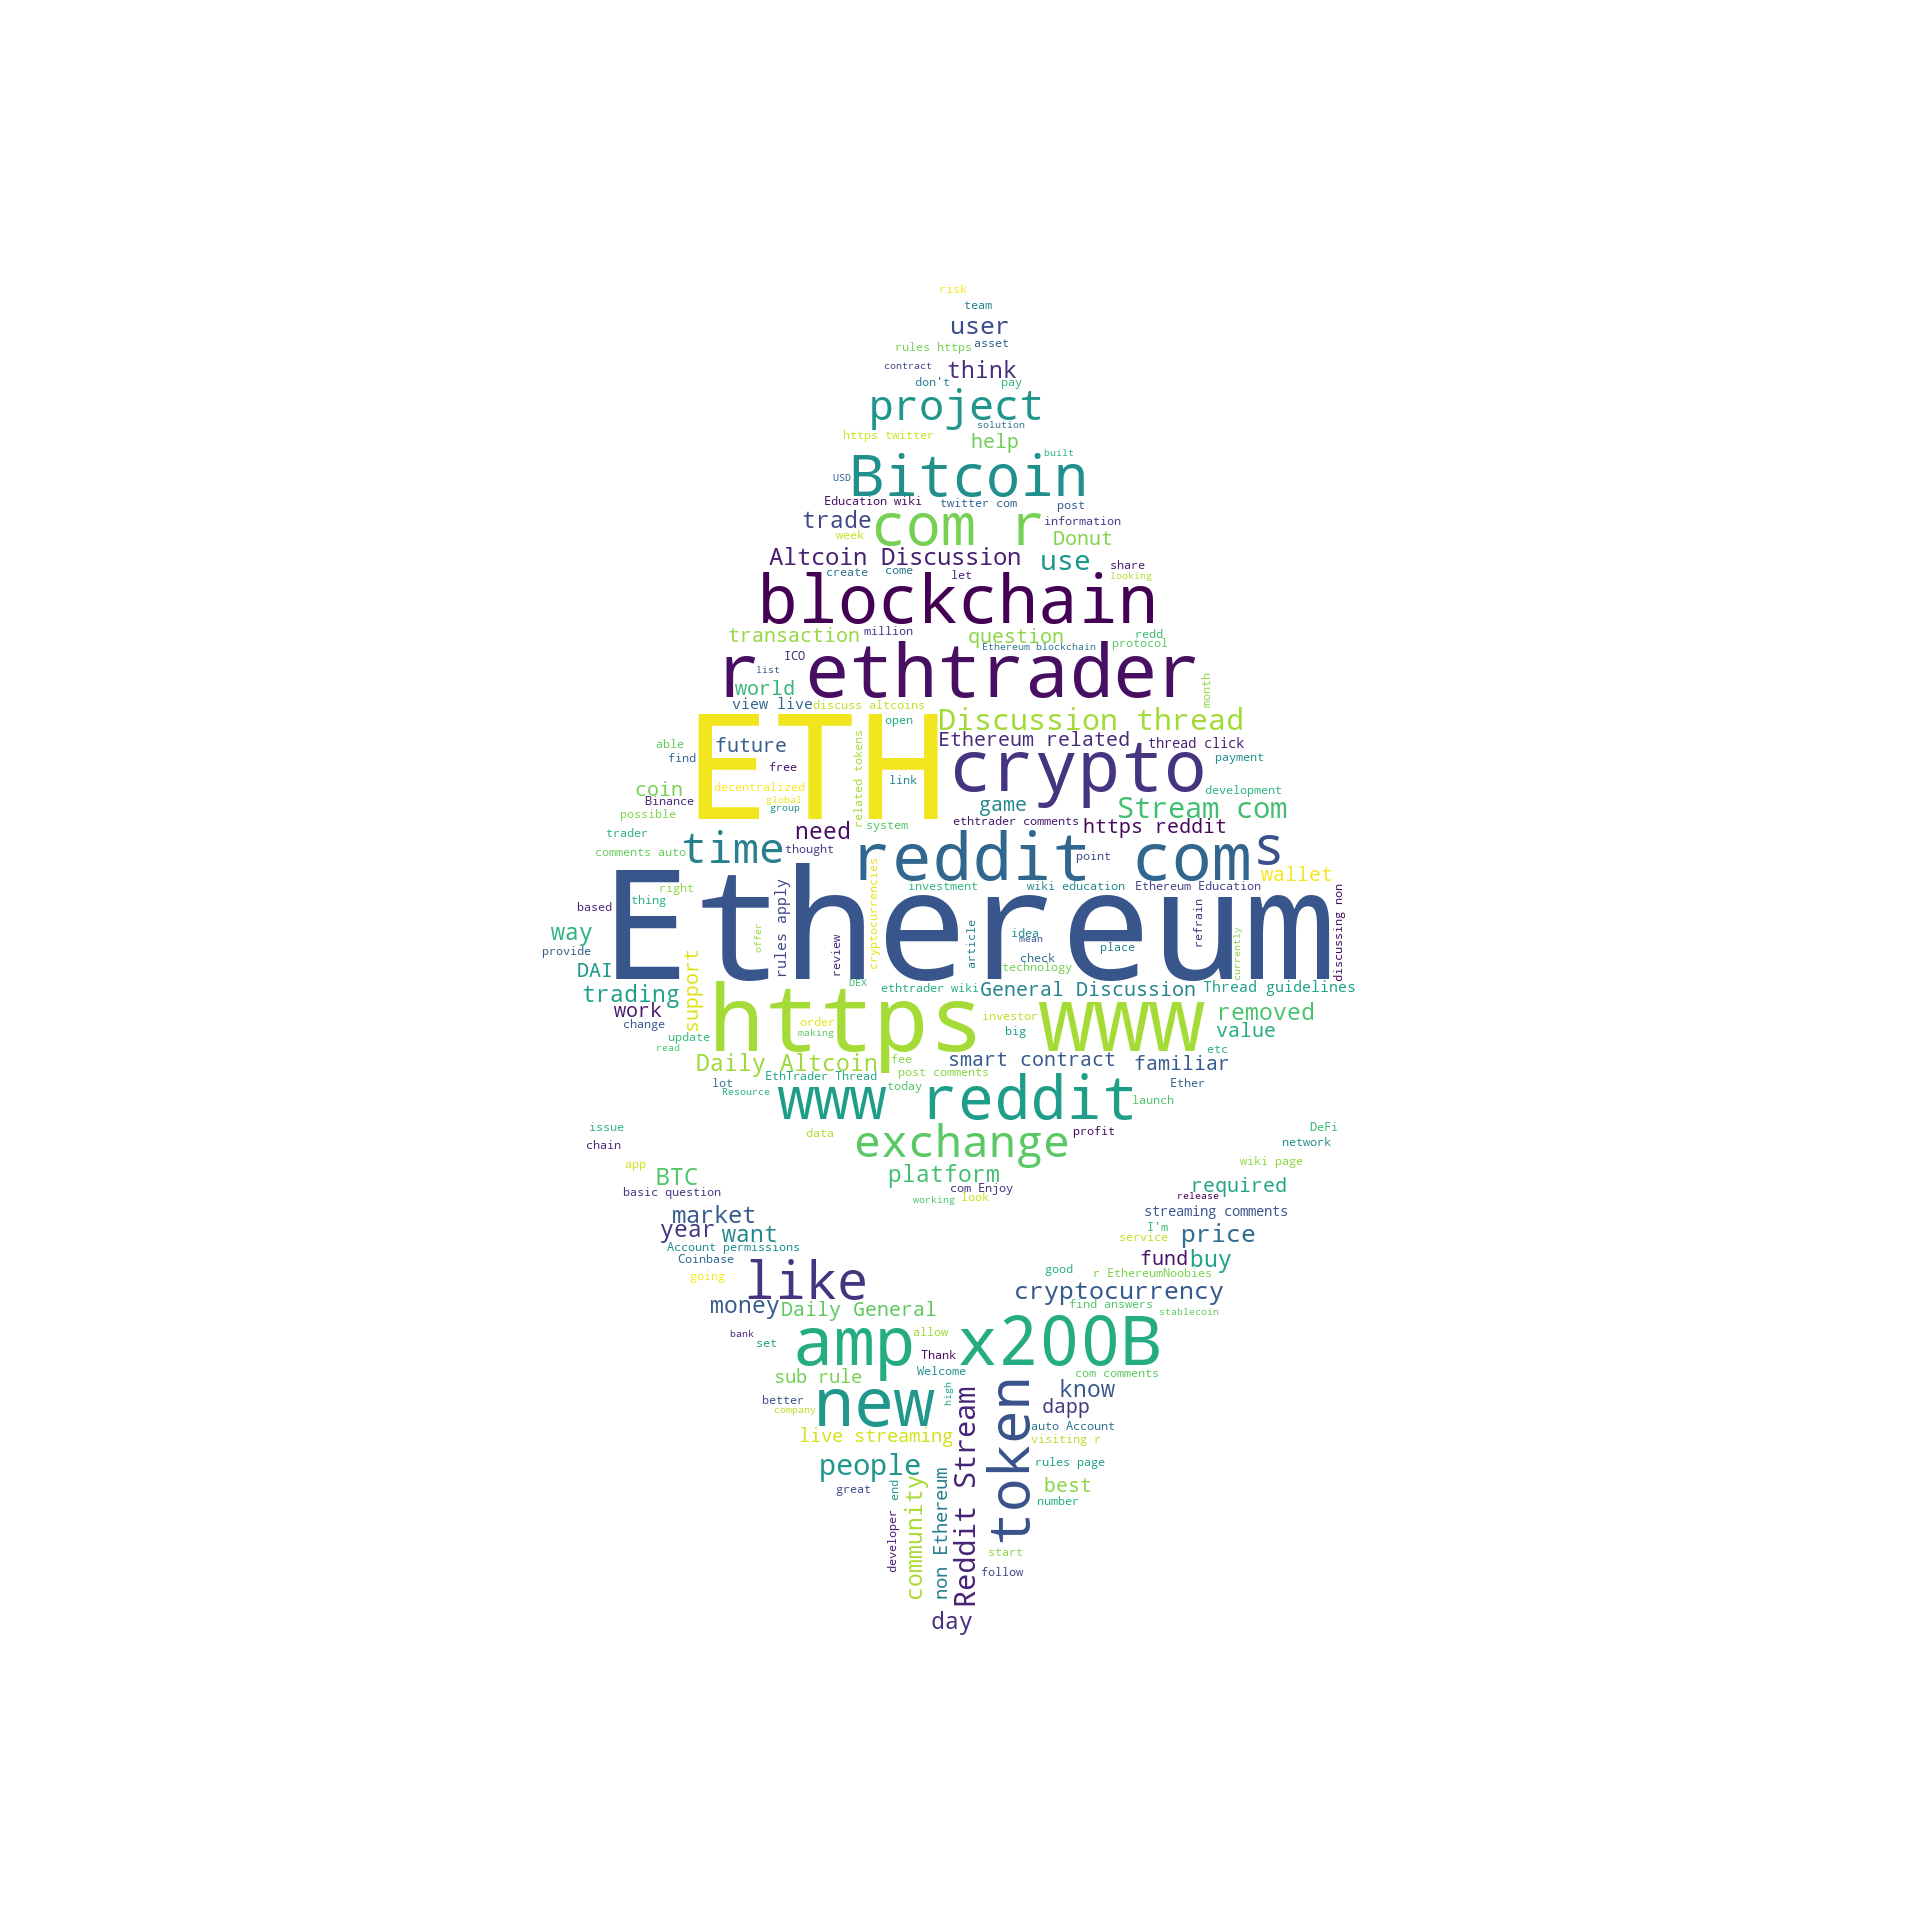 risk
team
user
rules https
asset
contract
think
don't
pay
project
solution
https twitter
help
built
Bitcoin
USD
Education wiki
twitter com
post
trade
com r
information
week
Donut
Altcoin Discussion
use
share
create
come
let
looking
blockchain
transaction
million
question
redd
Ethereum blockchain
protocol
r ethtrader
ICO
list
world
month
view live
discuss altcoins
ETH
open
Discussion thread
future
related tokens
Ethereum related
thread click
able
find
free
crypto
payment
link
coin
decentralized
development
Binance
global
group
game
Stream com
possible
trader
need
system
ethtrader comments
https reddit
comments auto
time
thought
reddit com
s
point
wallet
right
thing
rules apply
cryptocurrencies
investment
wiki education
Ethereum Education
based
Ethereum
refrain
discussing non
way
offer
review
article
idea
mean
place
currently
provide
check
DAI
support
technology
DEX
ethtrader wiki
General Discussion
Thread guidelines
trading
work
https
www
removed
change
order
making
investor
big
value
update
read
etc
Daily Altcoin
fee
smart contract
familiar
post comments
lot
EthTrader Thread
today
Ether
Resource
www reddit
launch
issue
data
exchange
profit
DeFi
chain
network
app
wiki page
BTC
platform
required
basic question
com Enjoy
working
look
release
market
streaming comments
year
want
I'm
service
price
Account permissions
Coinbase
fund
buy
going
like
good
r EthereumNoobies
cryptocurrency
money
Daily General
find answers
stablecoin
bank
set
amp
allow
x200B
Thank
Welcome
com comments
sub rule
better
new
high
Reddit Stream
token
know
company
dapp
live streaming
auto Account
visiting r
people
rules page
great
end
community
non Ethereum
best
number
developer
start
follow
day